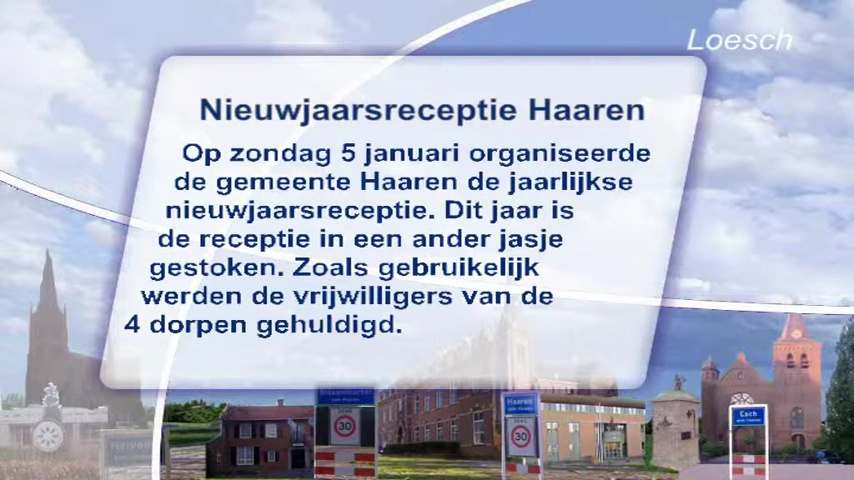 Loesch
Nieuwjaarsreceptie Haaren
Op zondag 5 januari organiseerde
de gemeente Haaren de jaarlijkse
nieuwjaarsreceptie. Dit jaar is
de receptie in een ander jasje
gestoken. Zoals gebruikelijk
werden de vrijwilligers van de
4 dorpen gehuldigd.
Haaren
30
30
Esch